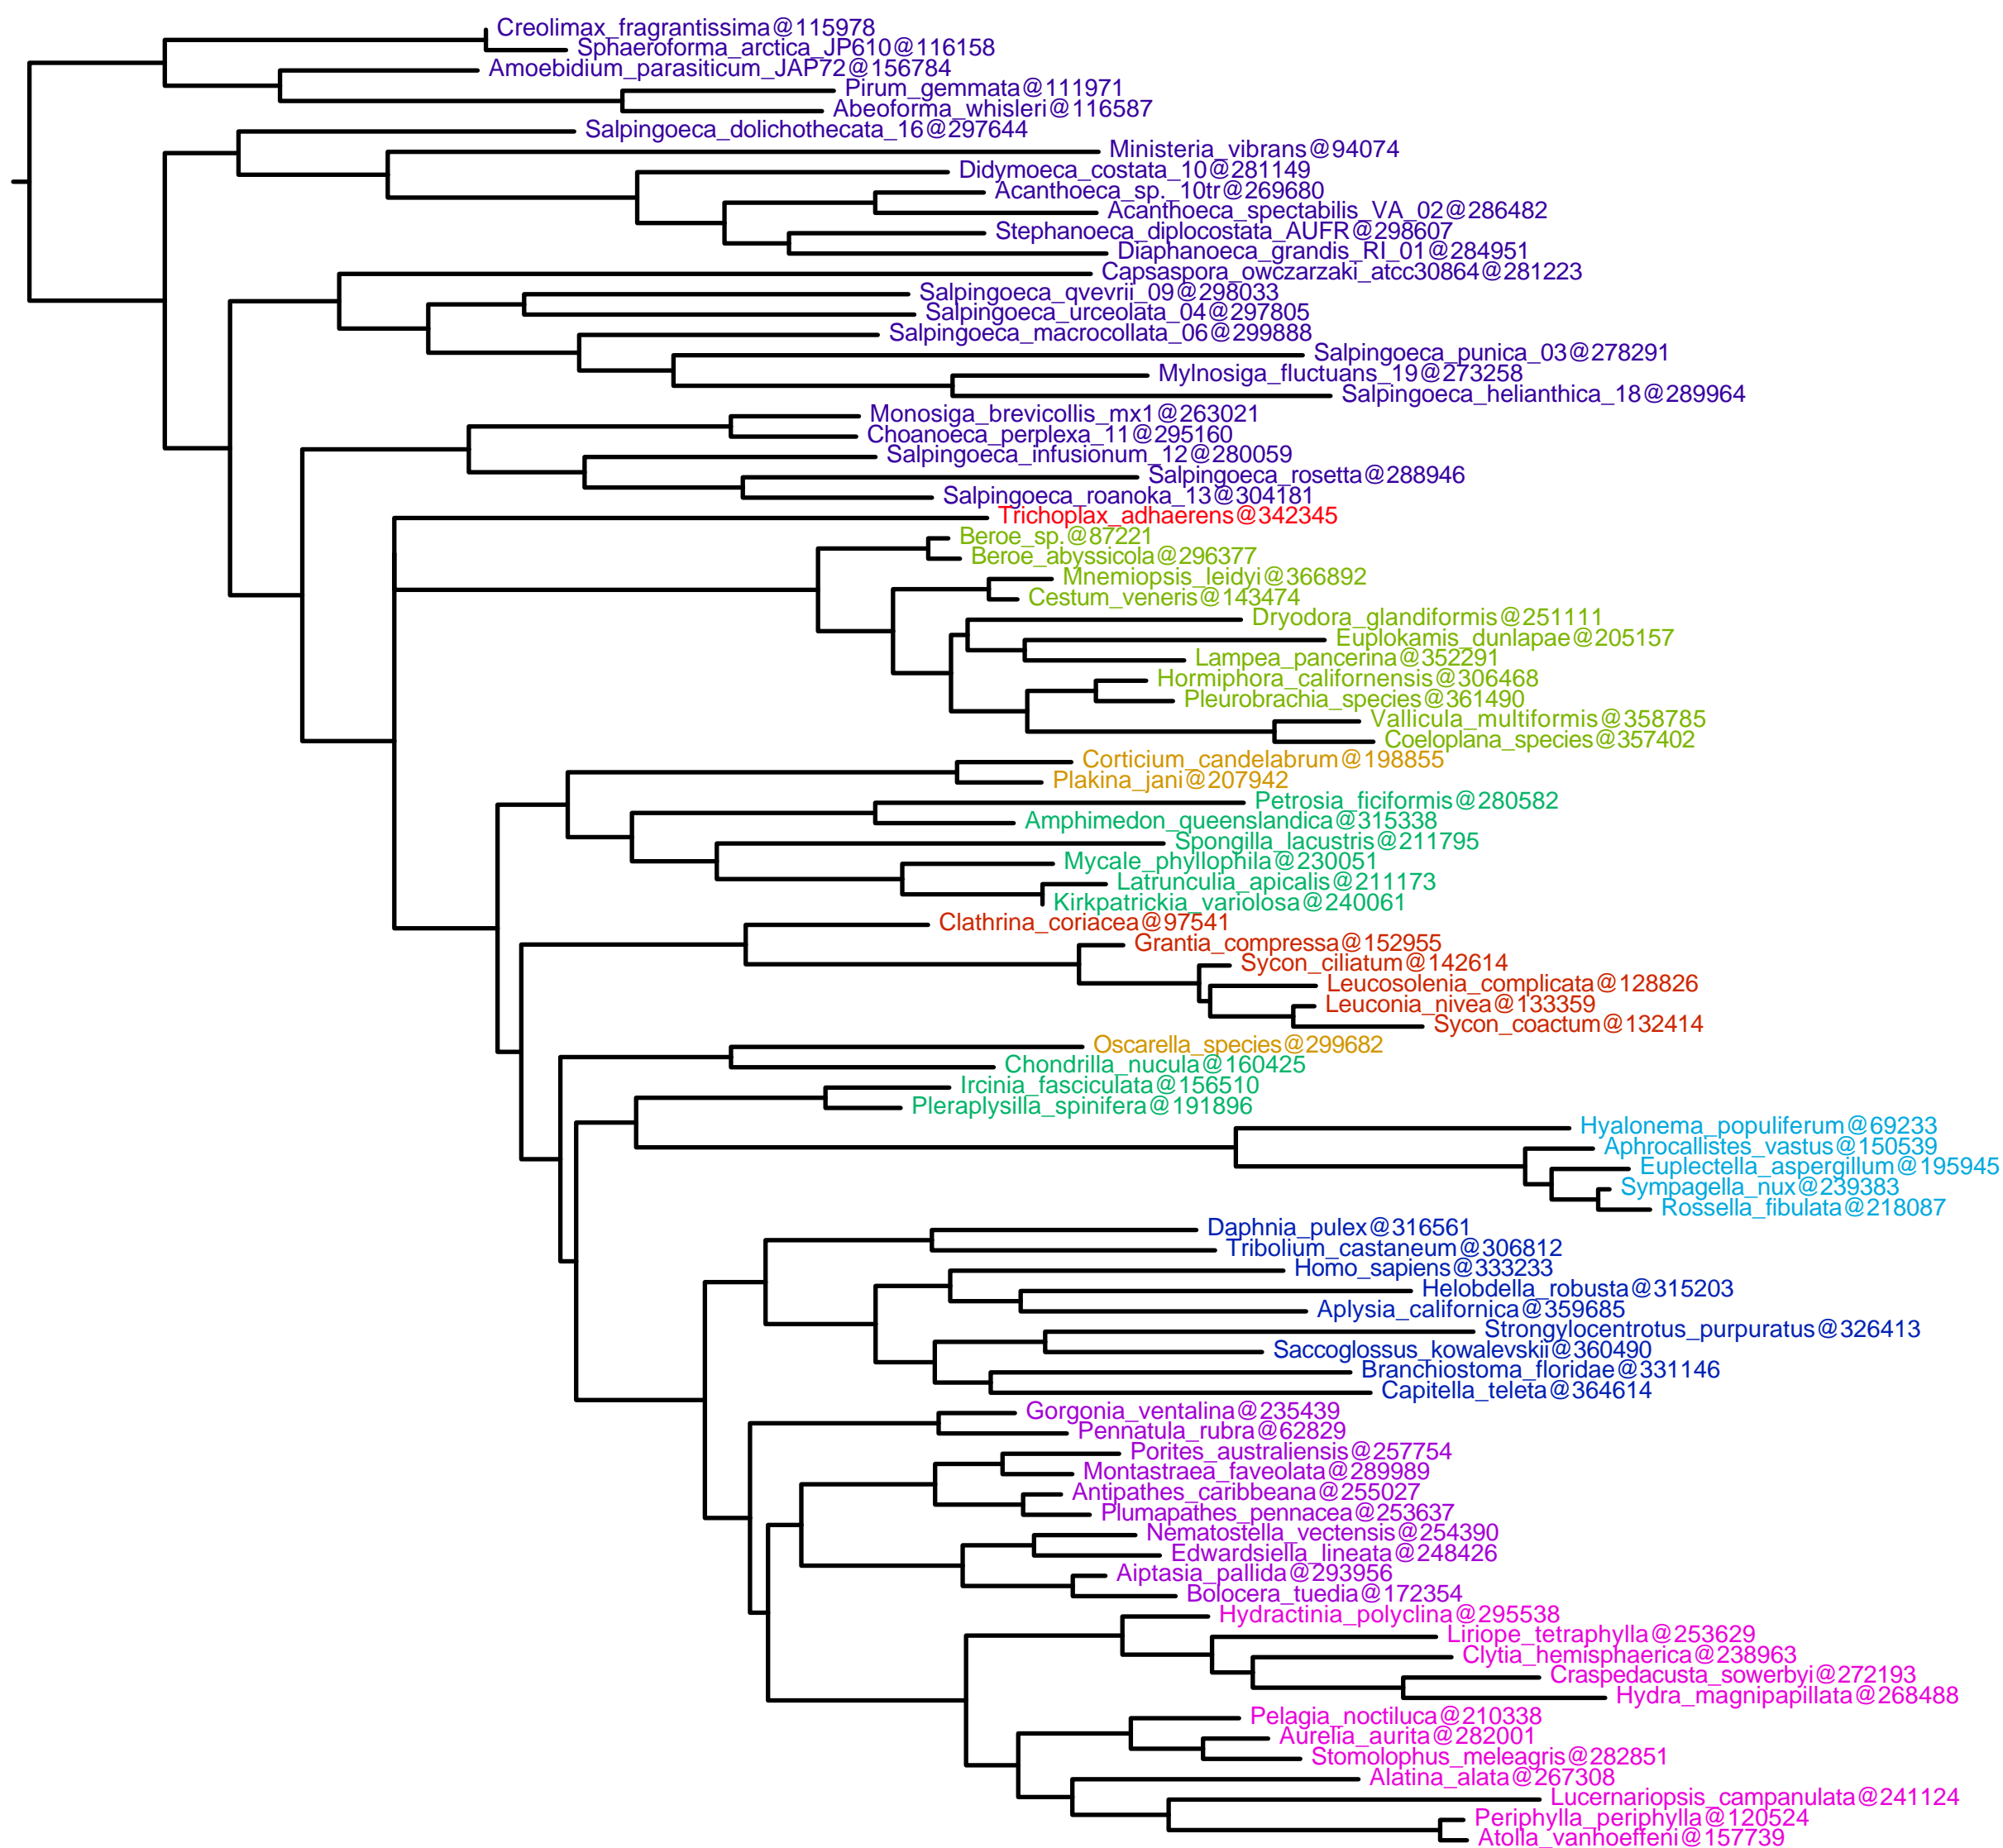 Creolimax_fragrantissima@115978
Sphaeroforma_arctica_JP610@116158
Amoebidium_parasiticum_JAP72@156784
Pirum_gemmata@111971
Abeoforma_whisleri@116587
Salpingoeca_dolichothecata_16@297644
Ministeria_vibrans@94074
Didymoeca_costata_10@281149
Acanthoeca_sp._10tr@269680
Acanthoeca_spectabilis_VA_02@286482
Stephanoeca_diplocostata_AUFR@298607
Diaphanoeca_grandis_RI_01@284951
Capsaspora_owczarzaki_atcc30864@281223
Salpingoeca_qvevrii_09@298033
Salpingoeca_urceolata_04@297805
Salpingoeca_macrocollata_06@299888
Salpingoeca_punica_03@278291
Mylnosiga_fluctuans_19@273258
Salpingoeca_helianthica_18@289964
Monosiga_brevicollis_mx1@263021
Choanoeca_perplexa_11@295160
Salpingoeca_infusionum_12@280059
Salpingoeca_rosetta@288946
Salpingoeca_roanoka_13@304181
Trichoplax_adhaerens@342345
Beroe_sp.@87221
Beroe_abyssicola@296377
Mnemiopsis_leidyi@366892
Cestum_veneris@143474
Dryodora_glandiformis@251111
Euplokamis_dunlapae@205157
Lampea_pancerina@352291
Hormiphora_californensis@306468
Pleurobrachia_species@361490
Vallicula_multiformis@358785
Coeloplana_species@357402
Corticium_candelabrum@198855
Plakina_jani@207942
Petrosia_ficiformis@280582
Amphimedon_queenslandica@315338
Spongilla_lacustris@211795
Mycale_phyllophila@230051
Latrunculia_apicalis@211173
Kirkpatrickia_variolosa@240061
Clathrina_coriacea@97541
Grantia_compressa@152955
Sycon_ciliatum@142614
Leucosolenia_complicata@128826
Leuconia_nivea@133359
Sycon_coactum@132414
Oscarella_species@299682
Chondrilla_nucula@160425
Ircinia_fasciculata@156510
Pleraplysilla_spinifera@191896
Hyalonema_populiferum@69233
Aphrocallistes_vastus@150539
Euplectella_aspergillum@195945
Sympagella_nux@239383
Rossella_fibulata@218087
Daphnia_pulex@316561
Tribolium_castaneum@306812
Homo_sapiens@333233
Helobdella_robusta@315203
Aplysia_californica@359685
Strongylocentrotus_purpuratus@326413
Saccoglossus_kowalevskii@360490
Branchiostoma_floridae@331146
Capitella_teleta@364614
Gorgonia_ventalina@235439
Pennatula_rubra@62829
Porites_australiensis@257754
Montastraea_faveolata@289989
Antipathes_caribbeana@255027
Plumapathes_pennacea@253637
Nematostella_vectensis@254390
Edwardsiella_lineata@248426
Aiptasia_pallida@293956
Bolocera_tuedia@172354
Hydractinia_polyclina@295538
Liriope_tetraphylla@253629
Clytia_hemisphaerica@238963
Craspedacusta_sowerbyi@272193
Hydra_magnipapillata@268488
Pelagia_noctiluca@210338
Aurelia_aurita@282001
Stomolophus_meleagris@282851
Alatina_alata@267308
Lucernariopsis_campanulata@241124
Periphylla_periphylla@120524
Atolla_vanhoeffeni@157739